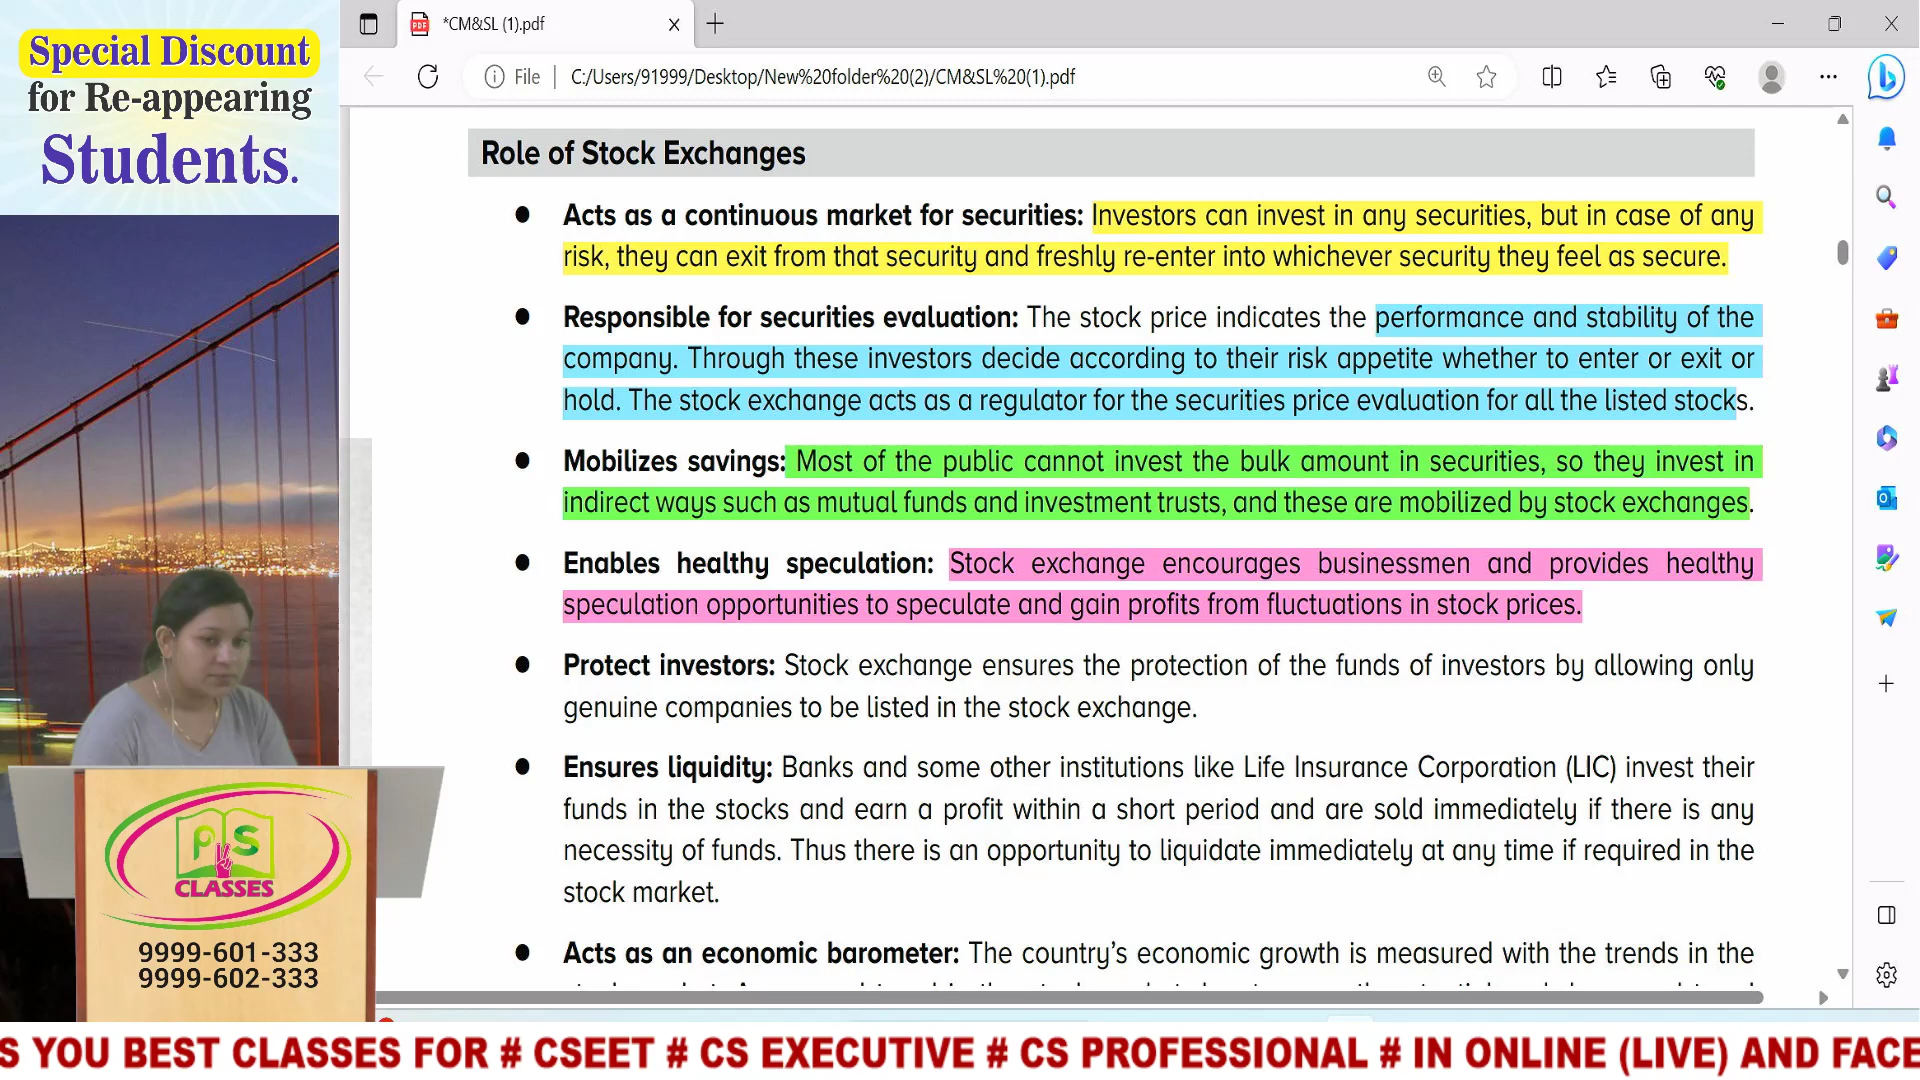 Special Discount
for Re-appearing
Students.
*CM&SL (1).pdf
File
C:/Users/91999/Desktop/New%20folder%20(2)/CM&SL%20(1).pdf
Role of Stock Exchanges
● Acts as a continuous market for securities: Investors can invest in any securities, but in case of any
risk, they can exit from that security and freshly re-enter into whichever security they feel as secure.
● Responsible for securities evaluation: The stock price indicates the performance and stability of the
company. Through these investors decide according to their risk appetite whether to enter or exit or
hold. The stock exchange acts as a regulator for the securities price evaluation for all the listed stocks.
● Mobilizes savings: Most of the public cannot invest the bulk amount in securities, so they invest in
indirect ways such as mutual funds and investment trusts, and these are mobilized by stock exchanges.
● Enables healthy speculation: Stock exchange encourages businessmen and provides healthy
speculation opportunities to speculate and gain profits from fluctuations in stock prices.
● Protect investors: Stock exchange ensures the protection of the funds of investors by allowing only
genuine companies to be listed in the stock exchange.
● Ensures liquidity: Banks and some other institutions like Life Insurance Corporation (LIC) invest their
funds in the stocks and earn a profit within a short period and are sold immediately if there is any
necessity of funds. Thus there is an opportunity to liquidate immediately at any time if required in the
stock market.
● Acts as an economic barometer: The country's economic growth is measured with the trends in the
PS
CLASSES
9999-601-333
9999-602-333
S YOU BEST CLASSES FOR # CSEET # CS EXECUTIVE # CS PROFESSIONAL # IN ONLINE (LIVE) AND FACE